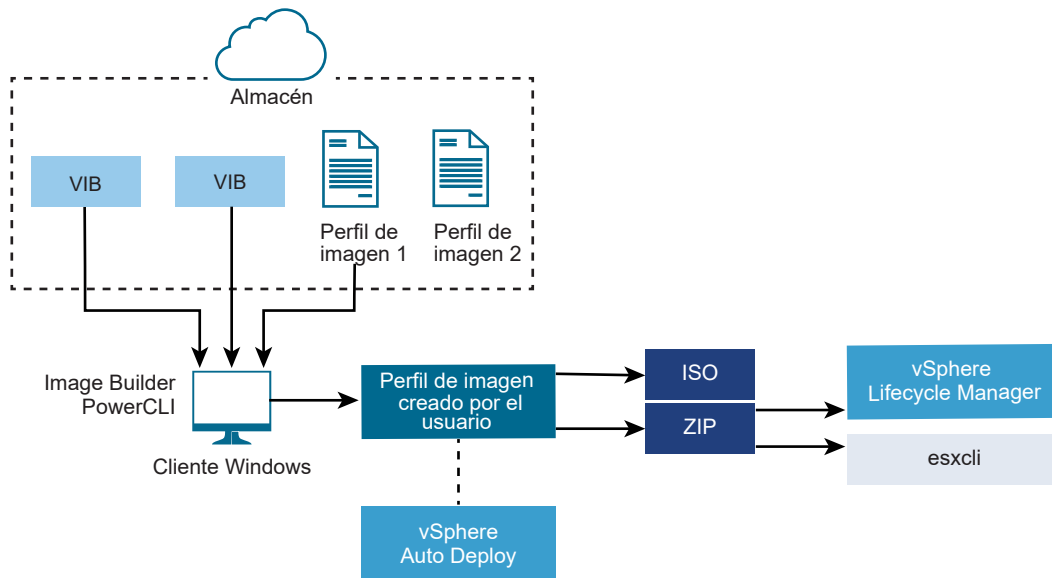 Almacén
VIB
VIB
Perfil de
imagen 1
Perfil de
imagen 2
Image Builder
PowerCLI
Cliente Windows
Perfil de imagen
creado por el
usuario
ISO
ZIP
vSphere
Lifecycle Manager
esxcli
vSphere
Auto Deploy